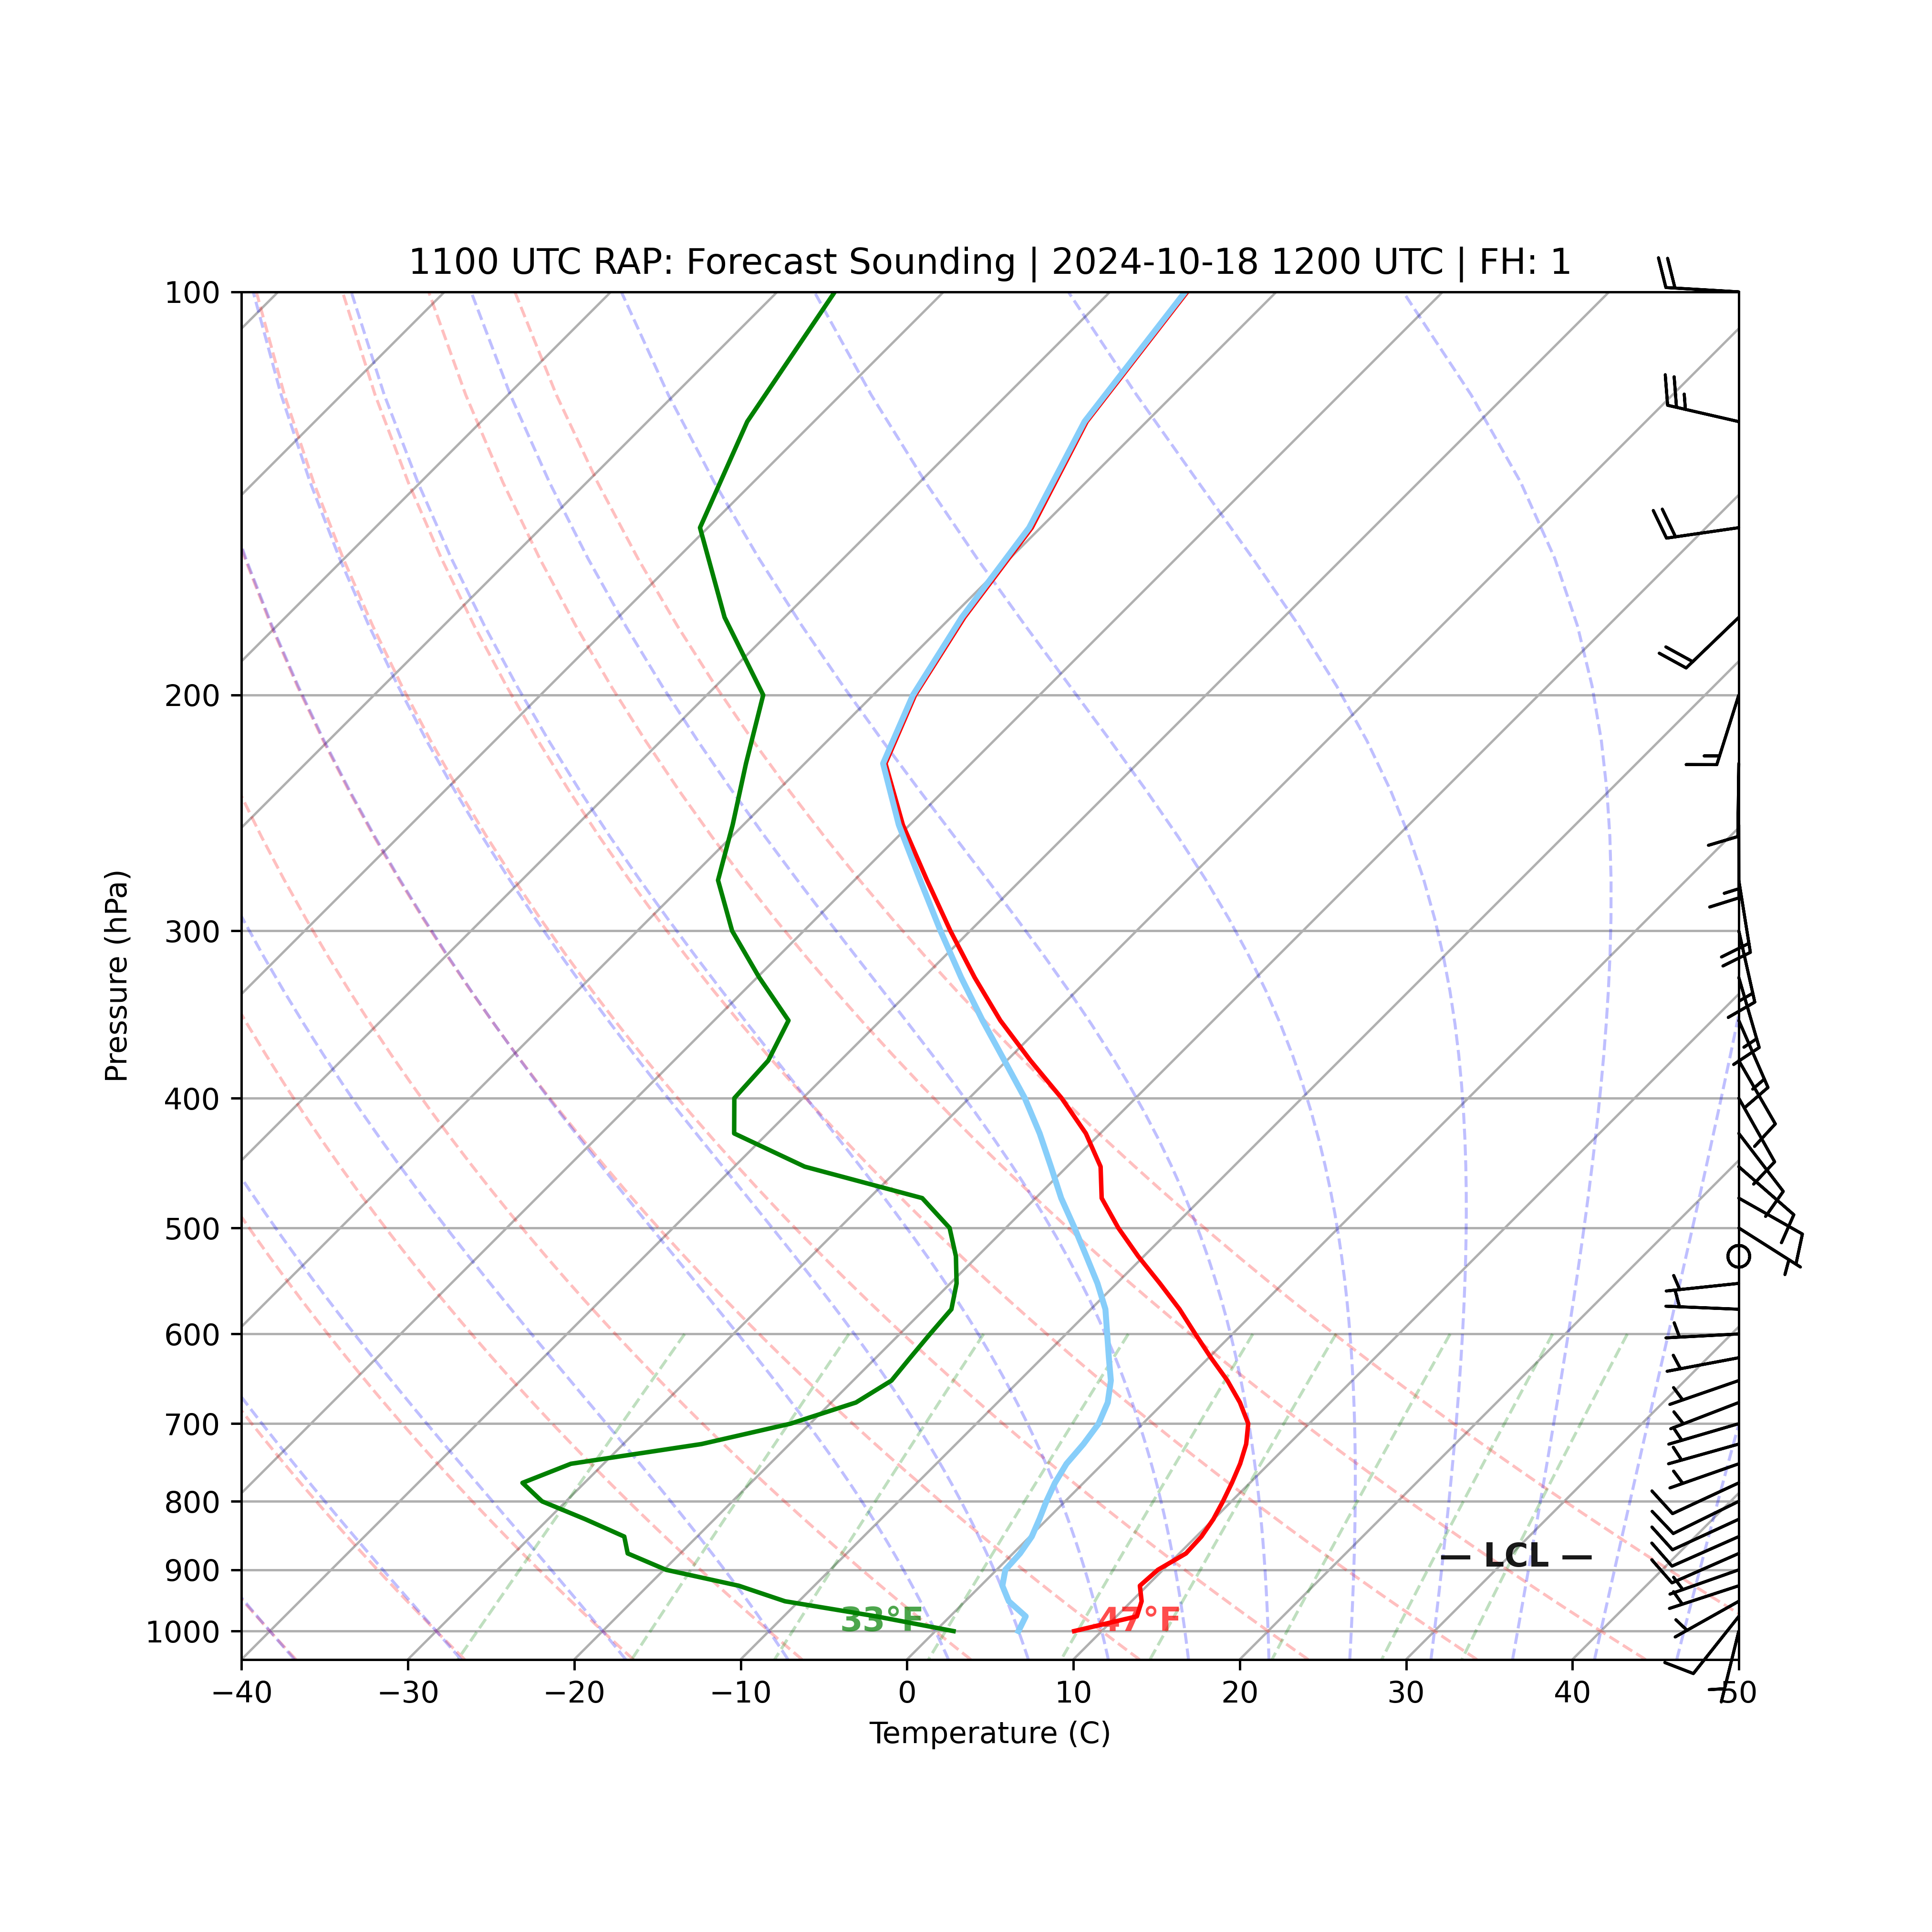 1100 UTC RAP: Forecast Sounding | 2024-10-18 1200 UTC | FH: 1
100
200
300
400
500
600
700
800
900
1000
Pressure (hPa)
— LCL —
33°F
47°F
−40 −30 −20 −10 0 10 20 30 40 50
Temperature (C)